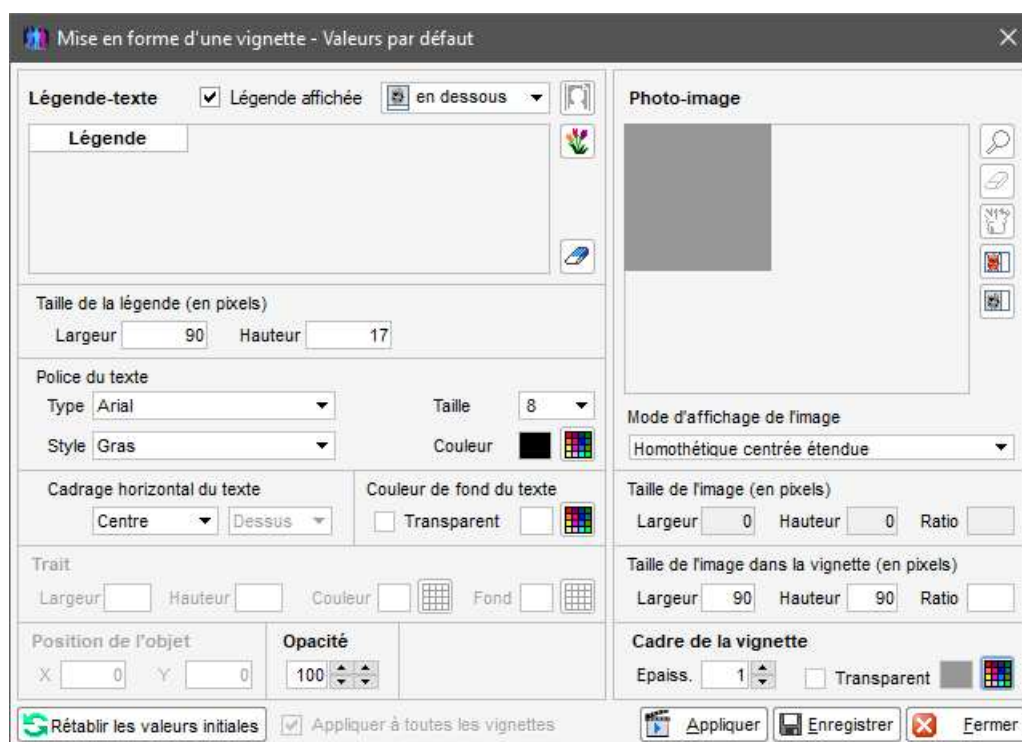 Mise en forme d'une vignette - Valeurs par défaut
Légende-texte Légende affichée en dessous
Légende
Taille de la légende (en pixels)
Largeur 90 Hauteur 17
Police du texte
Type Arial Taille 8
Style Gras Couleur
Cadrage horizontal du texte
Centre Dessus
Couleur de fond du texte
Transparent
Trait
Largeur Hauteur Couleur Fond
Position de l'objet
X 0 Y 0
Opacité
100
Photo-image
Mode d'affichage de l'image
Homothétique centrée étendue
Taille de l'image (en pixels)
Largeur 0 Hauteur 0 Ratio
Taille de l'image dans la vignette (en pixels)
Largeur 90 Hauteur 90 Ratio
Cadre de la vignette
Epaiss. 1 Transparent
Rétablir les valeurs initiales Appliquer à toutes les vignettes Appliquer Enregistrer Fermer